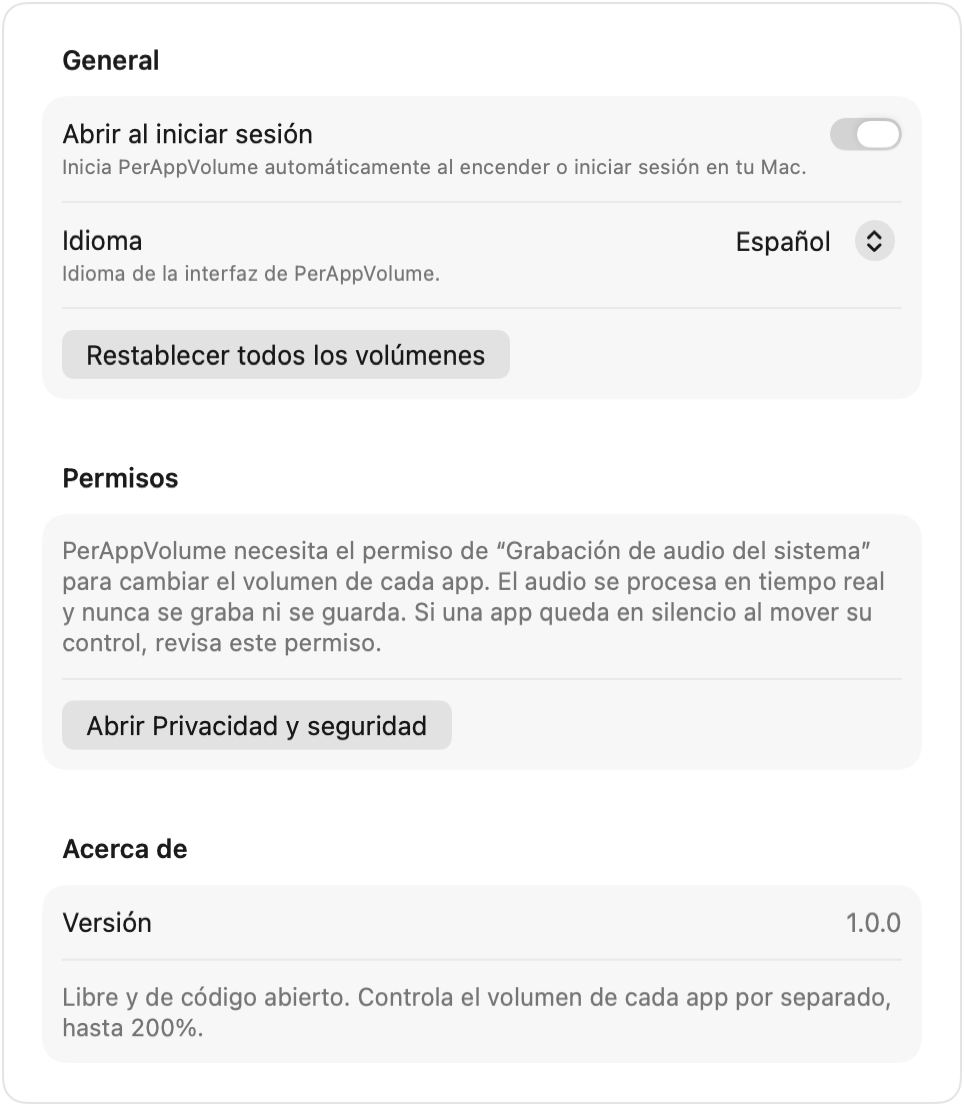 General
Abrir al iniciar sesión
Inicia PerAppVolume automáticamente al encender o iniciar sesión en tu Mac.
Idioma
Español
Idioma de la interfaz de PerAppVolume.
Restablecer todos los volúmenes
Permisos
PerAppVolume necesita el permiso de “Grabación de audio del sistema”
para cambiar el volumen de cada app. El audio se procesa en tiempo real
y nunca se graba ni se guarda. Si una app queda en silencio al mover su
control, revisa este permiso.
Abrir Privacidad y seguridad
Acerca de
Versión
1.0.0
Libre y de código abierto. Controla el volumen de cada app por separado,
hasta 200%.